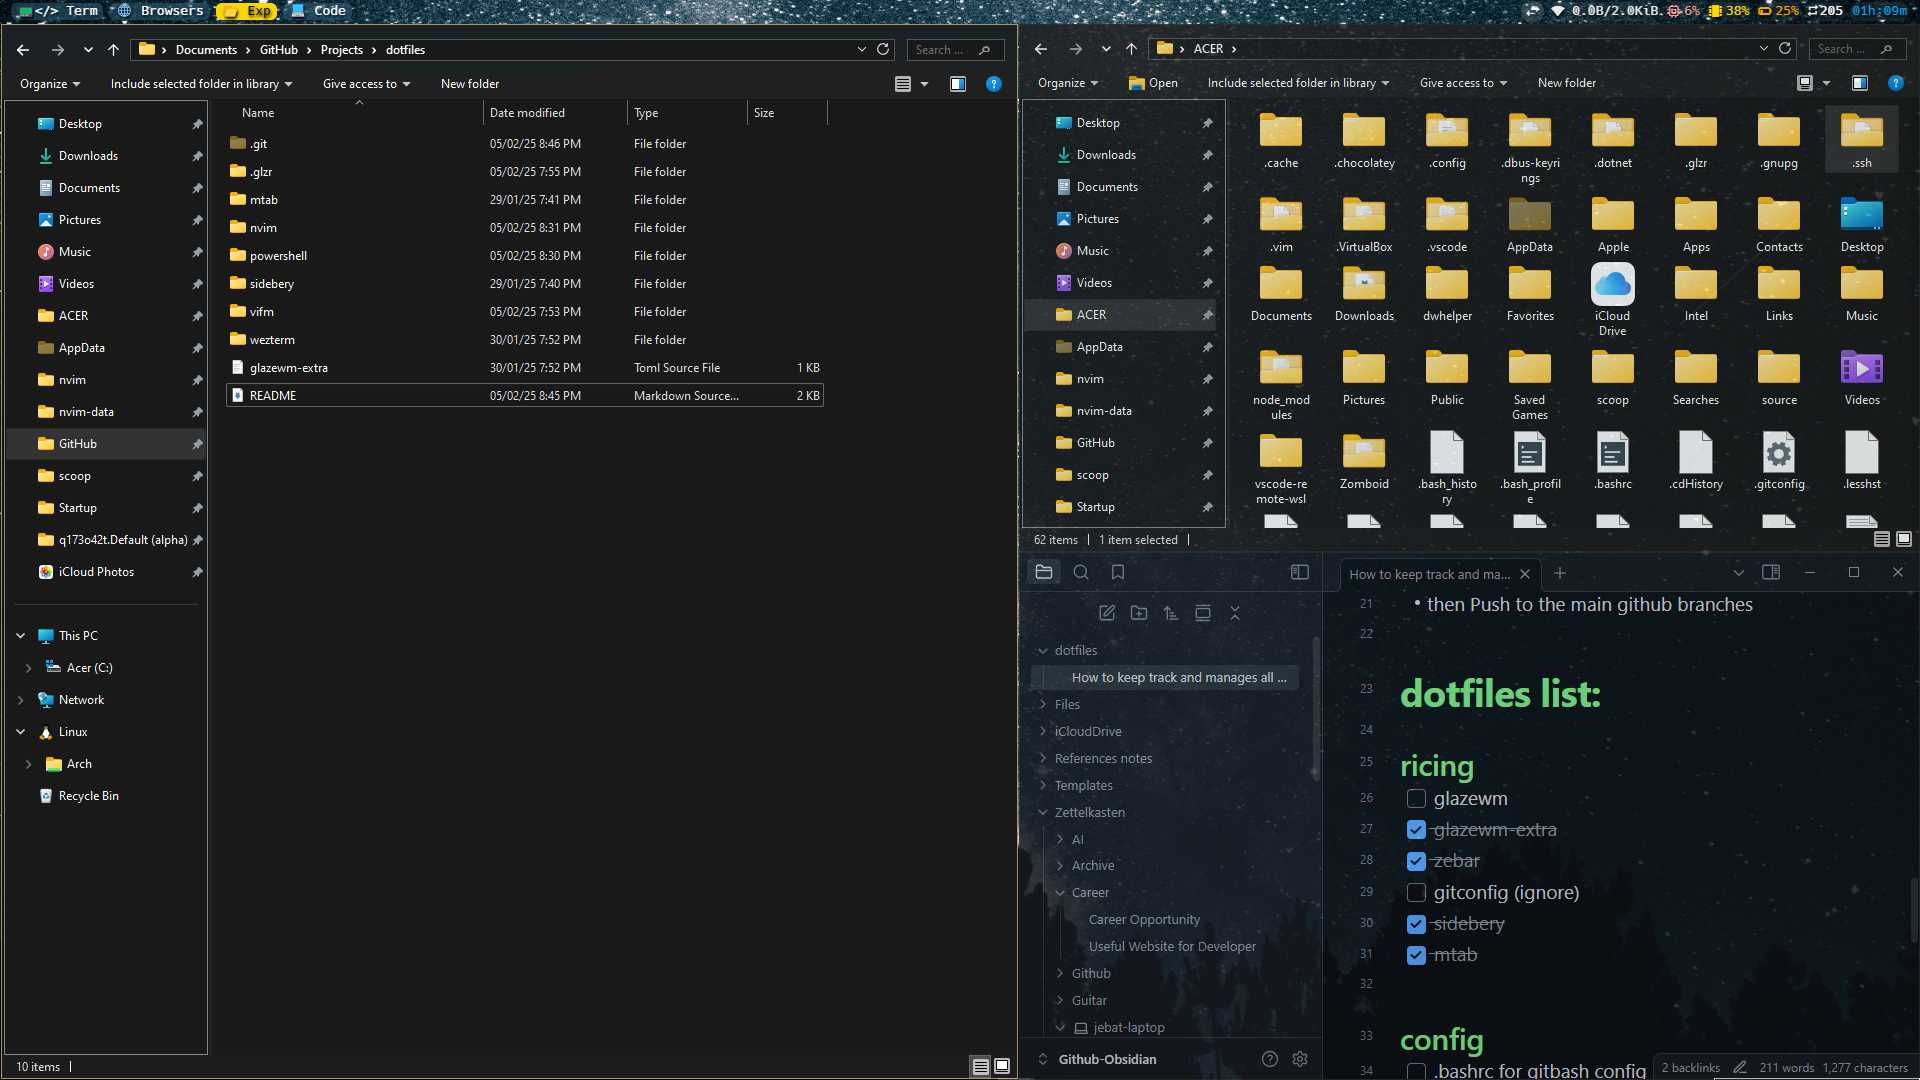 </> Term Browsers Exp Code 0.0B/2.0KiB 6% 38% 25% 205 01h:09m
Documents GitHub Projects dotfiles Search ...
Organize Include selected folder in library Give access to New folder
Name Date modified Type Size
.git 05/02/25 8:46 PM File folder
.glzr 05/02/25 7:55 PM File folder
mtab 29/01/25 7:41 PM File folder
nvim 05/02/25 8:31 PM File folder
powershell 05/02/25 8:30 PM File folder
sidebery 29/01/25 7:40 PM File folder
vifm 05/02/25 7:53 PM File folder
wezterm 30/01/25 7:52 PM File folder
glazewm-extra 30/01/25 7:52 PM Toml Source File 1 KB
README 05/02/25 8:45 PM Markdown Source... 2 KB
Desktop
Downloads
Documents
Pictures
Music
Videos
ACER
AppData
nvim
nvim-data
GitHub
scoop
Startup
q173o42t.Default (alpha)
iCloud Photos
This PC
Acer (C:)
Network
Linux
Arch
Recycle Bin
10 items
ACER Search ...
Organize Open Include selected folder in library Give access to New folder
Desktop
Downloads
Documents
Pictures
Music
Videos
ACER
AppData
nvim
nvim-data
GitHub
scoop
Startup
.cache .chocolatey .config .dbus-keyri .dotnet .glzr .gnupg .ssh
ngs
.vim .VirtualBox .vscode AppData Apple Apps Contacts Desktop
Documents Downloads dwhelper Favorites iCloud Intel Links Music
Drive
node_mod Pictures Public Saved scoop Searches source Videos
ules Games
vscode-re Zomboid .bash_histo .bash_profil .bashrc .cdHistory .gitconfig .lesshst
mote-wsl ry e
62 items 1 item selected
How to keep track and ma...
dotfiles
How to keep track and manages all ...
Files
iCloudDrive
References notes
Templates
Zettelkasten
AI
Archive
Career
Career Opportunity
Useful Website for Developer
Github
Guitar
jebat-laptop
Github-Obsidian
21 • then Push to the main github branches
22
23 dotfiles list:
24
25 ricing
26 glazewm
27 glazewm-extra
28 zebar
29 gitconfig (ignore)
30 sidebery
31 mtab
32
33 config
34 .bashrc for gitbash config
2 backlinks 211 words 1,277 characters